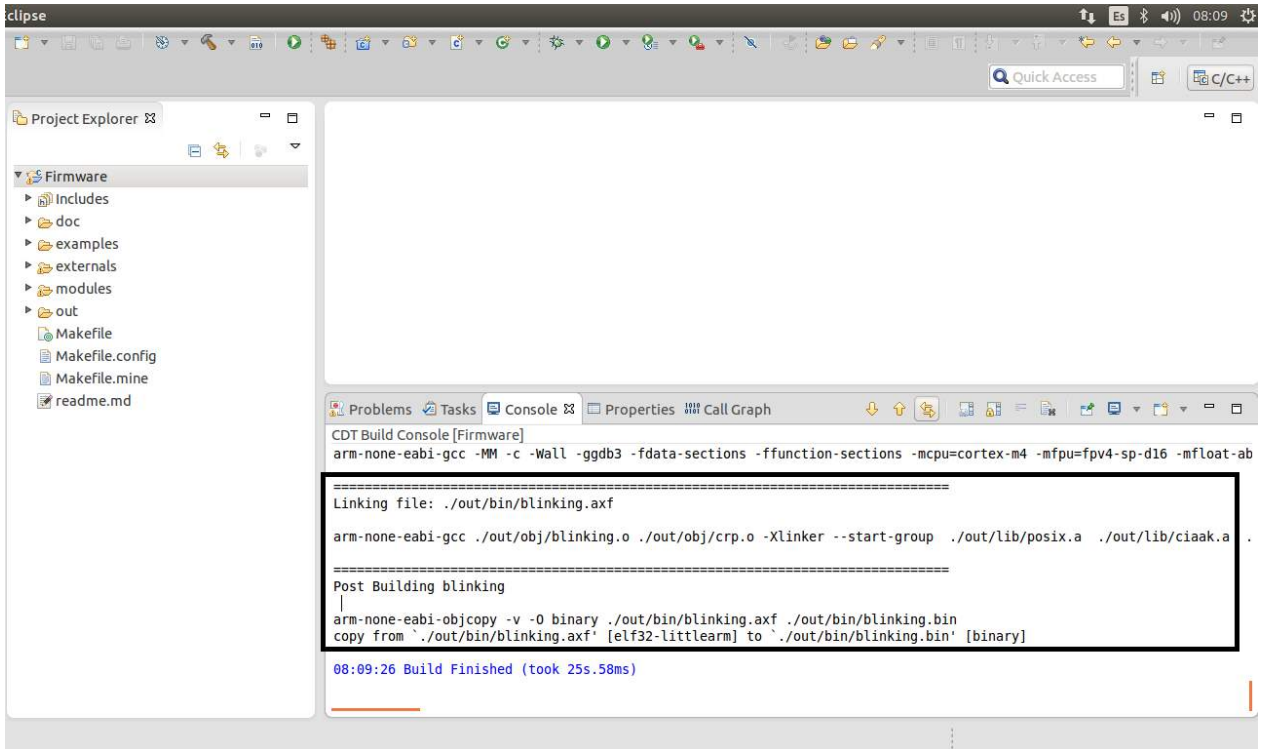 clipse
Es
08:09
010
Quick Access
C/C++
Project Explorer
Firmware
Includes
doc
examples
externals
modules
out
Makefile
Makefile.config
Makefile.mine
readme.md
Problems Tasks Console Properties Call Graph
CDT Build Console [Firmware]
arm-none-eabi-gcc -MM -c -Wall -ggdb3 -fdata-sections -ffunction-sections -mcpu=cortex-m4 -mfpu=fpv4-sp-d16 -mfloat-ab
===============================================================================
Linking file: ./out/bin/blinking.axf
arm-none-eabi-gcc ./out/obj/blinking.o ./out/obj/crp.o -Xlinker --start-group ./out/lib/posix.a ./out/lib/ciaak.a .
===============================================================================
Post Building blinking
arm-none-eabi-objcopy -v -O binary ./out/bin/blinking.axf ./out/bin/blinking.bin
copy from `./out/bin/blinking.axf' [elf32-littlearm] to `./out/bin/blinking.bin' [binary]
08:09:26 Build Finished (took 25s.58ms)